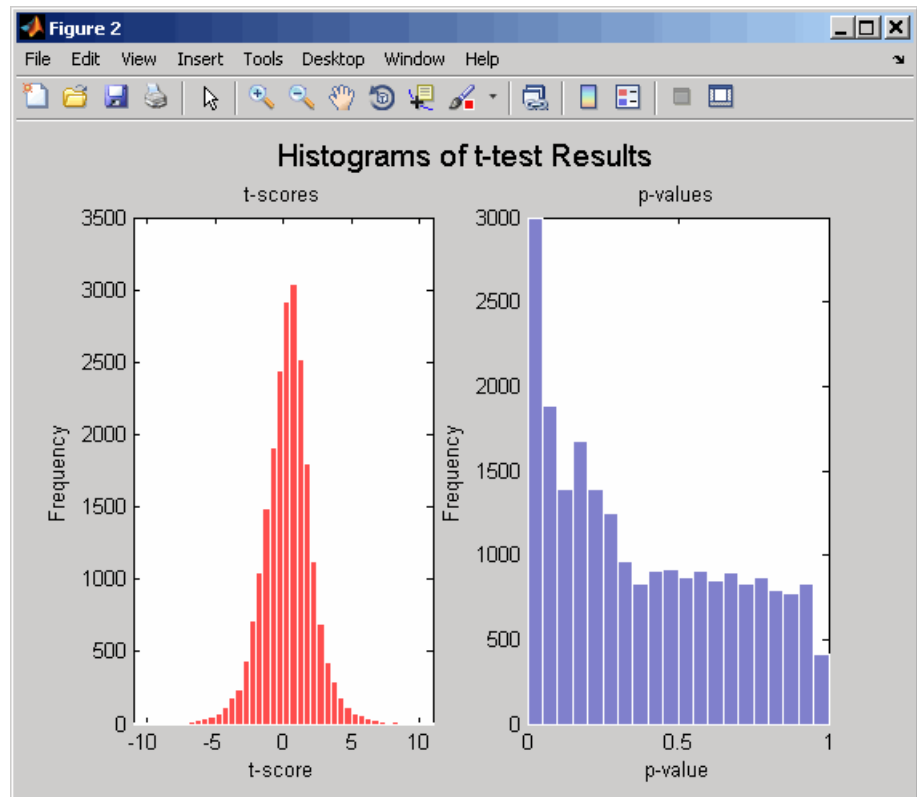 Figure 2
File Edit View Insert Tools Desktop Window Help
Histograms of t-test Results
t-scores
3500
3000
2500
2000
1500
1000
500
0
Frequency
-10 -5 0 5 10
t-score
p-values
3000
2500
2000
1500
1000
500
0
Frequency
0 0.5 1
p-value